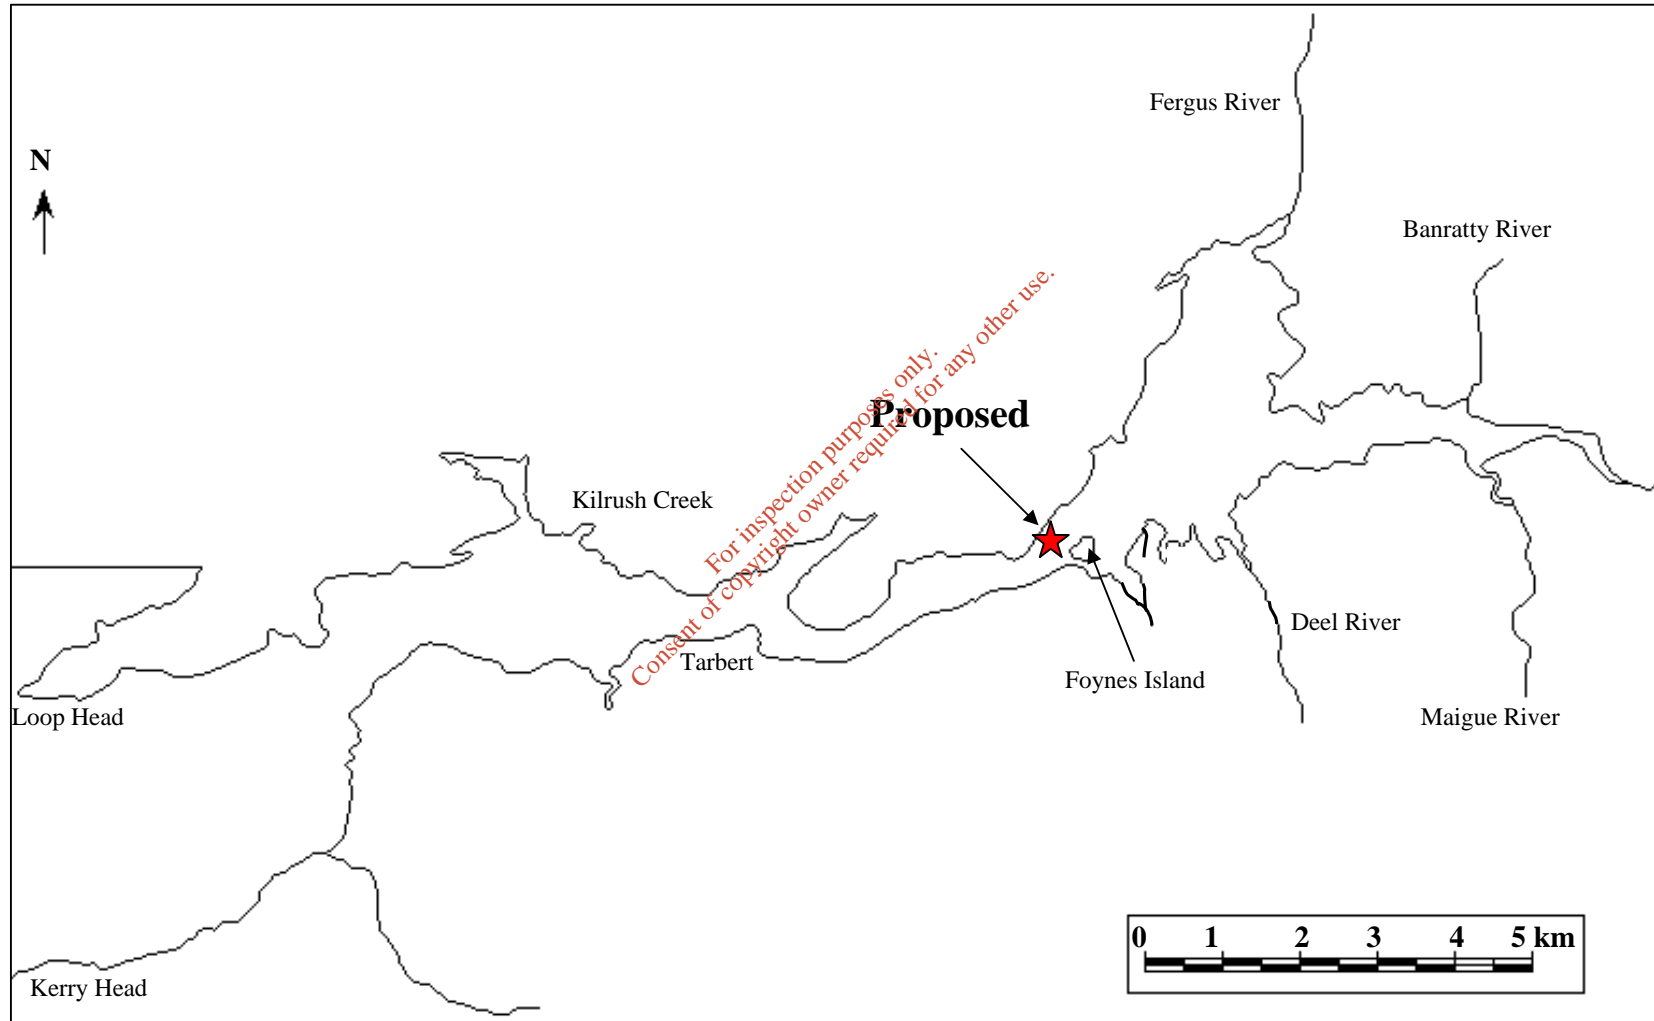 Fergus River
N
Banratty River
For inspection purposes only.
Consent of copyright owner required for any other use.
Proposed
Kilrush Creek
Deel River
Tarbert
Foynes Island
Loop Head
Maigue River
0 1 2 3 4 5 km
Kerry Head